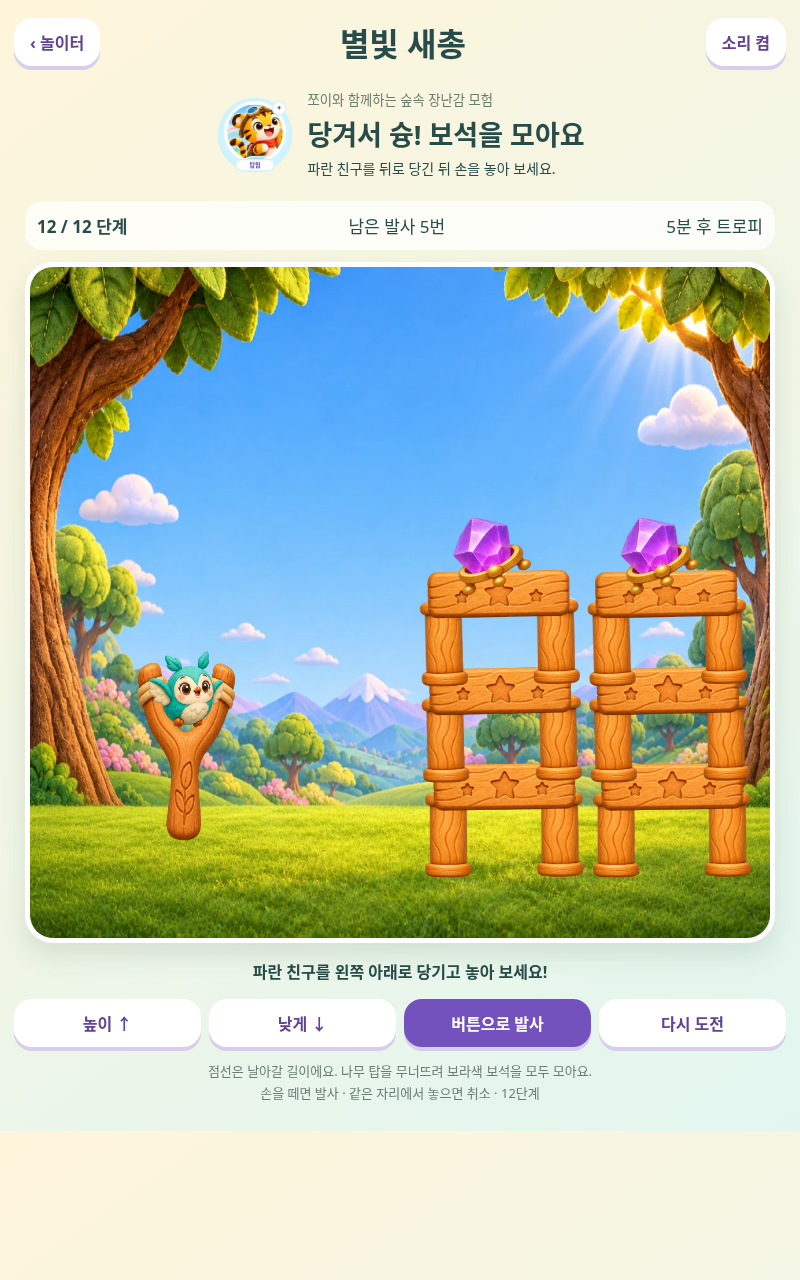 ‹ 놀이터
별빛 새총
소리 켬
쪼이와 함께하는 숲속 장난감 모험
당겨서 슝! 보석을 모아요
파란 친구를 뒤로 당긴 뒤 손을 놓아 보세요.
탐험
12 / 12 단계
남은 발사 5번
5분 후 트로피
파란 친구를 왼쪽 아래로 당기고 놓아 보세요!
높이 ↑
낮게 ↓
버튼으로 발사
다시 도전
점선은 날아갈 길이에요. 나무 탑을 무너뜨려 보라색 보석을 모두 모아요.
손을 떼면 발사 · 같은 자리에서 놓으면 취소 · 12단계